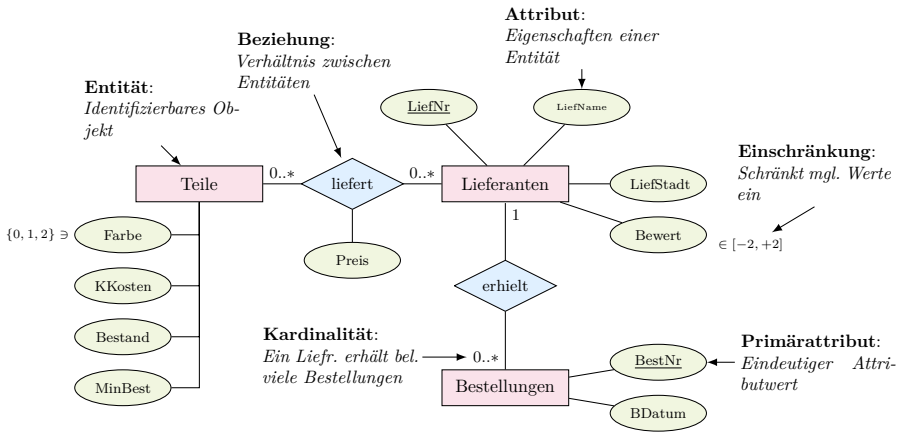 Attribut:
Eigenschaften einer
Entität
Beziehung:
Verhältnis zwischen
Entitäten
Entität:
Identifizierbares Ob-
jekt
LiefNr
LiefName
Einschränkung:
Schränkt mgl. Werte
ein
Teile
0..*
liefert
0..*
Lieferanten
LiefStadt
1
{0, 1, 2} ∋
Farbe
Bewert
∈ [−2, +2]
Preis
KKosten
erhielt
Bestand
Kardinalität:
Ein Liefr. erhält bel.
viele Bestellungen
0..*
Primärattribut:
Eindeutiger Attri-
butwert
BestNr
MinBest
Bestellungen
BDatum